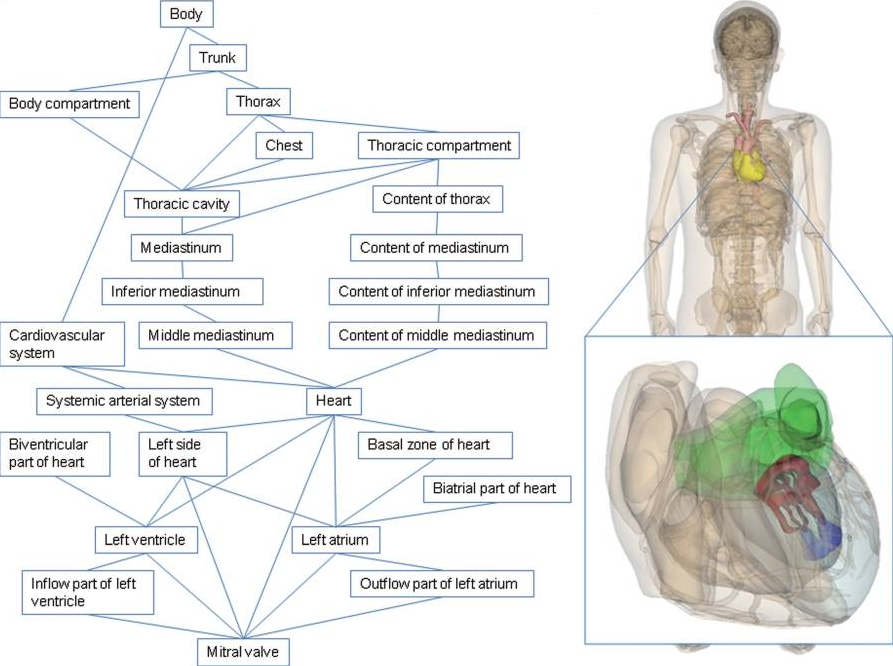 Body
Trunk
Body compartment
Thorax
Chest
Thoracic compartment
Thoracic cavity
Content of thorax
Mediastinum
Content of mediastinum
Inferior mediastinum
Content of inferior mediastinum
Cardiovascular
system
Middle mediastinum
Content of middle mediastinum
Systemic arterial system
Heart
Biventricular
part of heart
Left side
of heart
Basal zone of heart
Biatrial part of heart
Left ventricle
Left atrium
Inflow part of left
ventricle
Outflow part of left atrium
Mitral valve